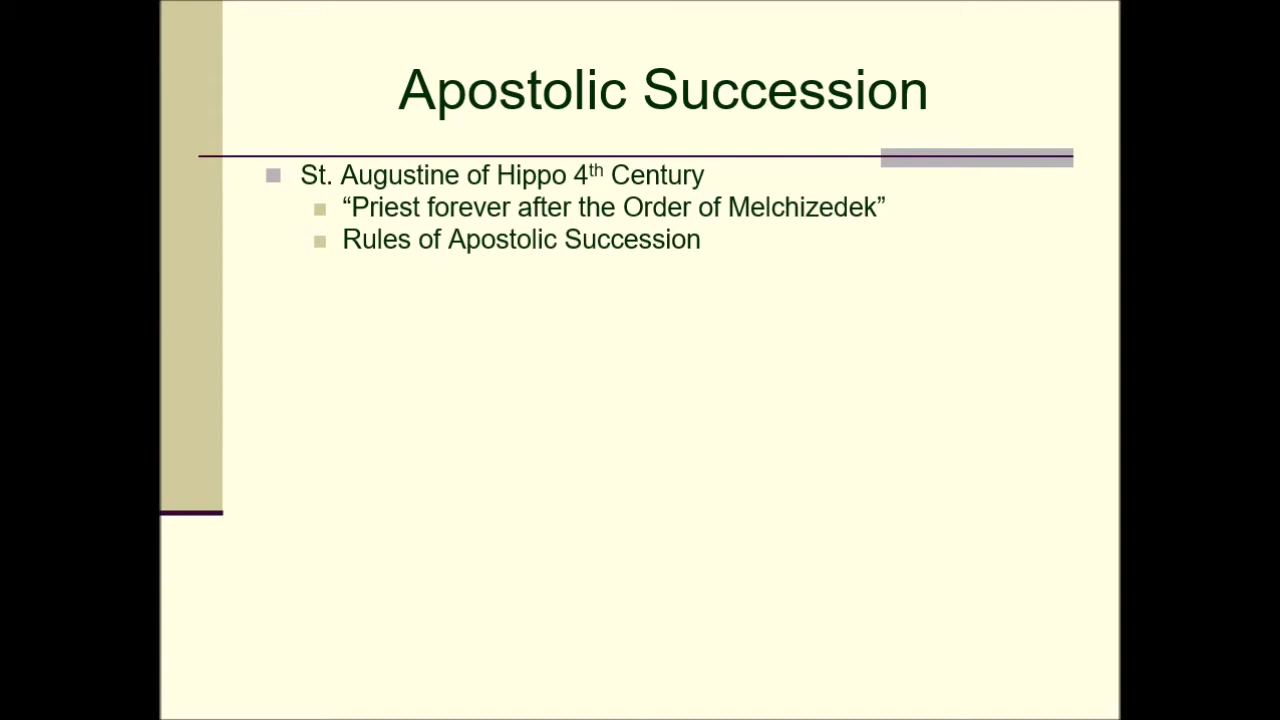 Apostolic Succession
St. Augustine of Hippo 4th Century
“Priest forever after the Order of Melchizedek”
Rules of Apostolic Succession